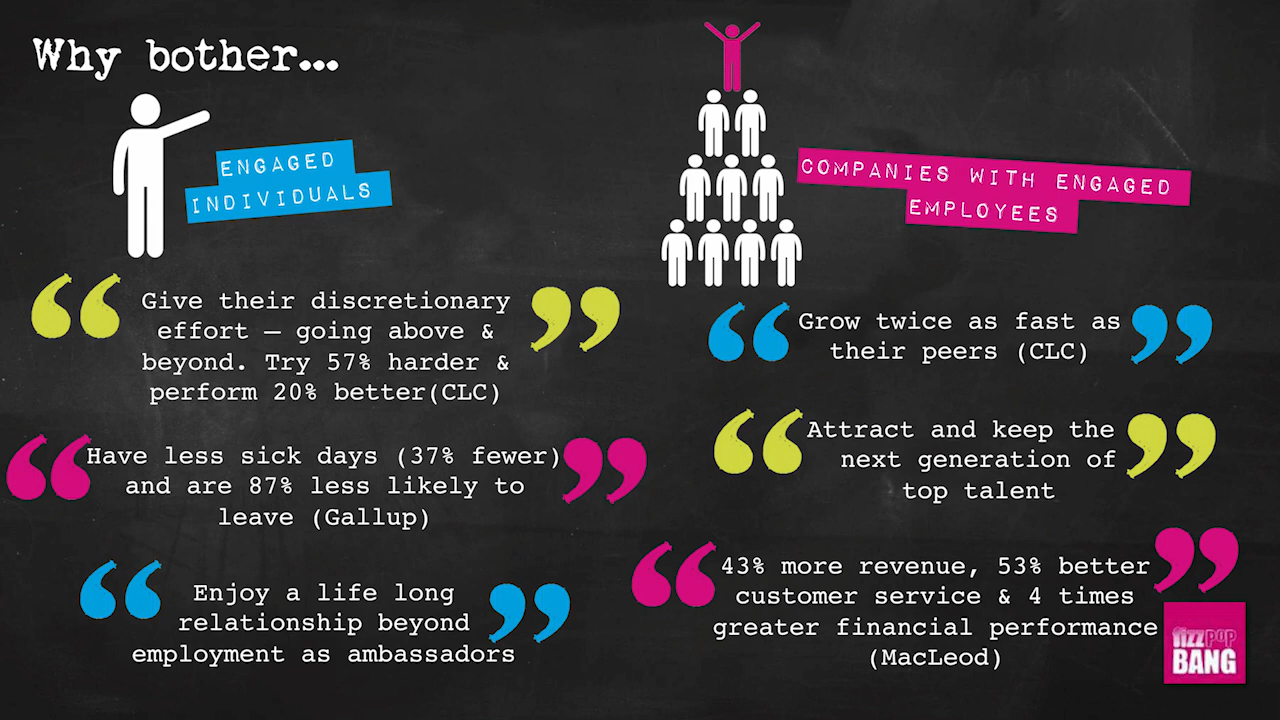 Why bother...
ENGAGED
INDIVIDUALS
“Give their discretionary”
effort – going above &
beyond. Try 57% harder &
perform 20% better(CLC)
“Have less sick days (37% fewer)”
and are 87% less likely to
leave (Gallup)
“Enjoy a life long”
relationship beyond
employment as ambassadors
COMPANIES WITH ENGAGED
EMPLOYEES
“Grow twice as fast as”
their peers (CLC)
“Attract and keep the”
next generation of
top talent
“43% more revenue, 53% better”
customer service & 4 times
greater financial performance
(MacLeod)
fizzPOP
BANG